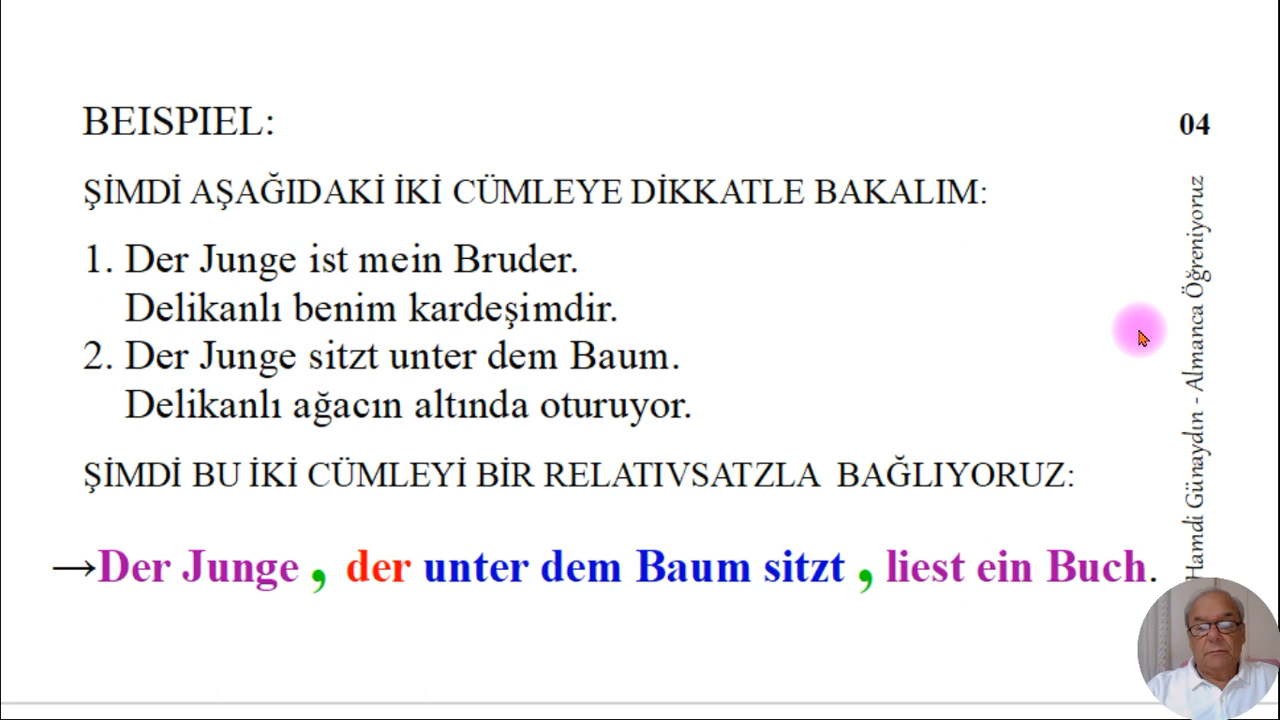 BEISPIEL:
04
ŞİMDİ AŞAĞIDAKİ İKİ CÜMLEYE DİKKATLE BAKALIM:
1. Der Junge ist mein Bruder.
Delikanlı benim kardeşimdir.
2. Der Junge sitzt unter dem Baum.
Delikanlı ağacın altında oturuyor.
ŞİMDİ BU İKİ CÜMLEYİ BİR RELATIVSATZLA BAĞLIYORUZ:
→Der Junge , der unter dem Baum sitzt , liest ein Buch.
Hamdi Günaydın - Almanca Öğreniyoruz